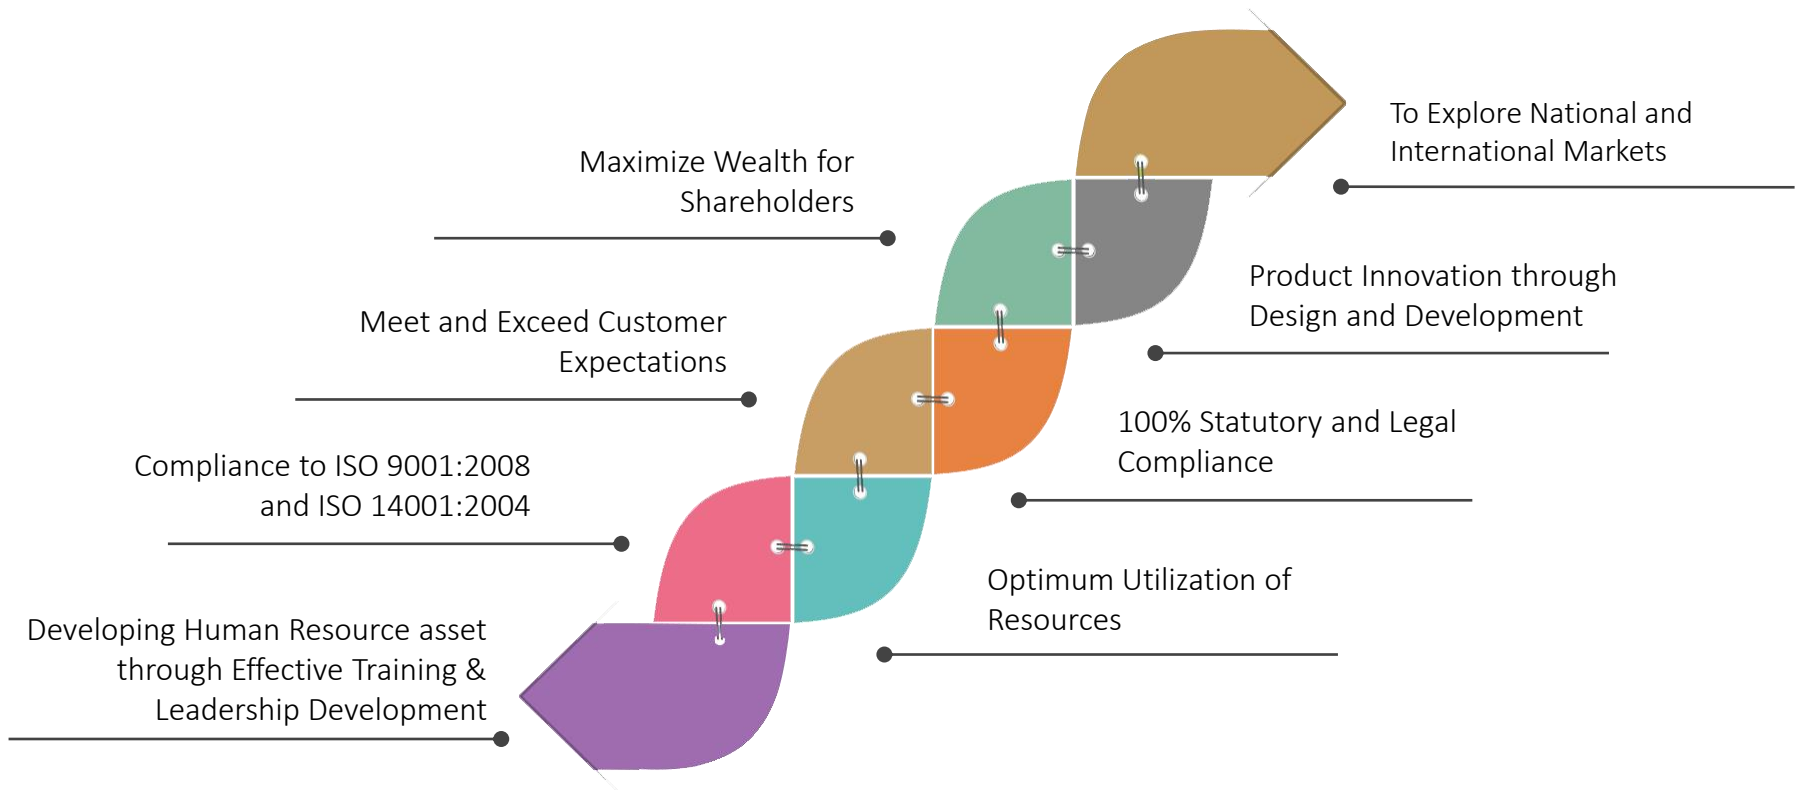 To Explore National and
International Markets
Maximize Wealth for
Shareholders
Product Innovation through
Design and Development
Meet and Exceed Customer
Expectations
100% Statutory and Legal
Compliance
Compliance to ISO 9001:2008
and ISO 14001:2004
Optimum Utilization of
Resources
Developing Human Resource asset
through Effective Training &
Leadership Development